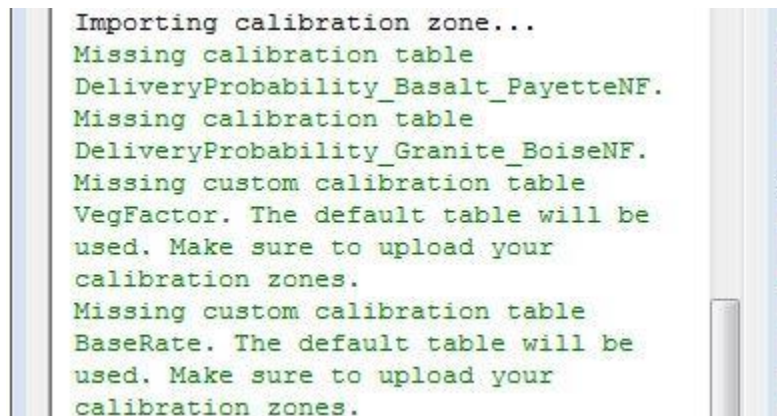 Importing calibration zone...
Missing calibration table
DeliveryProbability_Basalt_PayetteNF.
Missing calibration table
DeliveryProbability_Granite_BoiseNF.
Missing custom calibration table
VegFactor. The default table will be
used. Make sure to upload your
calibration zones.
Missing custom calibration table
BaseRate. The default table will be
used. Make sure to upload your
calibration zones.